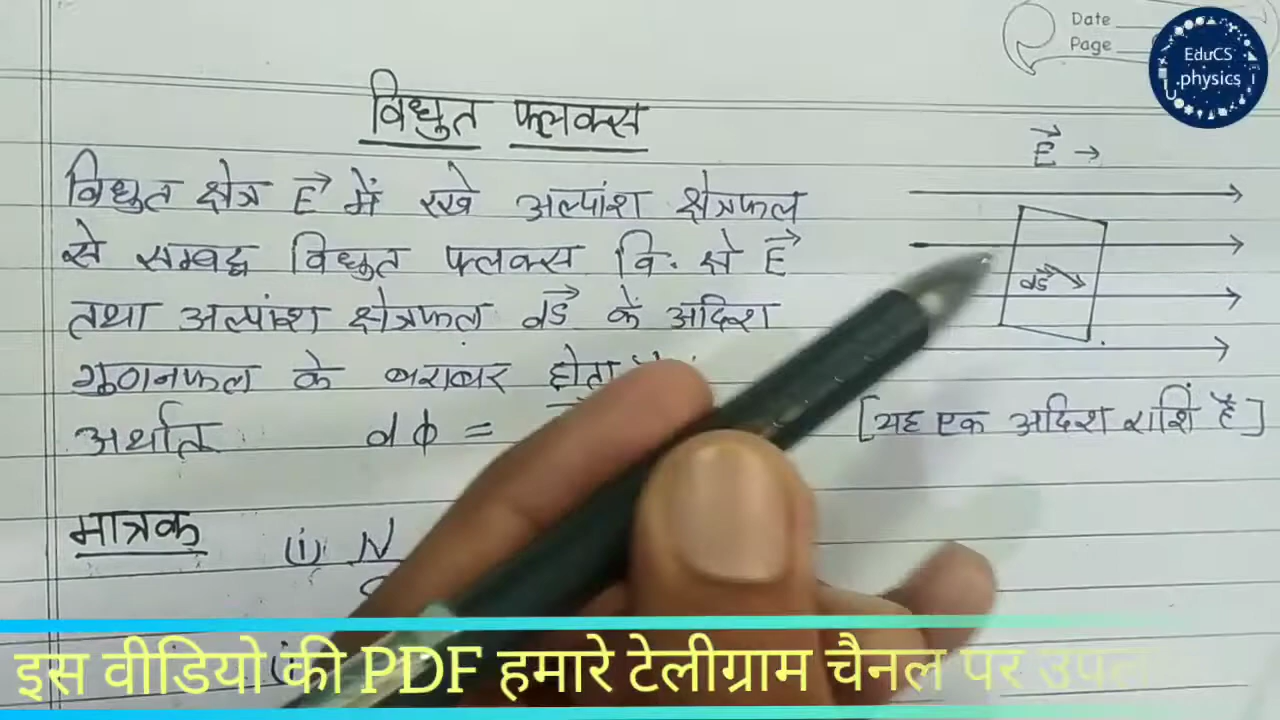 Date
Page
EduCS
physics
विधुत फ्लक्स
E →
विधुत क्षेत्र E में रखे अल्पांश क्षेत्रफल
से सम्बद्ध विधुत फ्लक्स वि. क्षे E
तथा अल्पांश क्षेत्रफल ds के अदिश
गुणनफल के बराबर होता
अर्थात dϕ =
ds
[यह एक अदिश राशिं है]
मात्रक (i) N
इस वीडियो की PDF हमारे टेलीग्राम चैनल पर